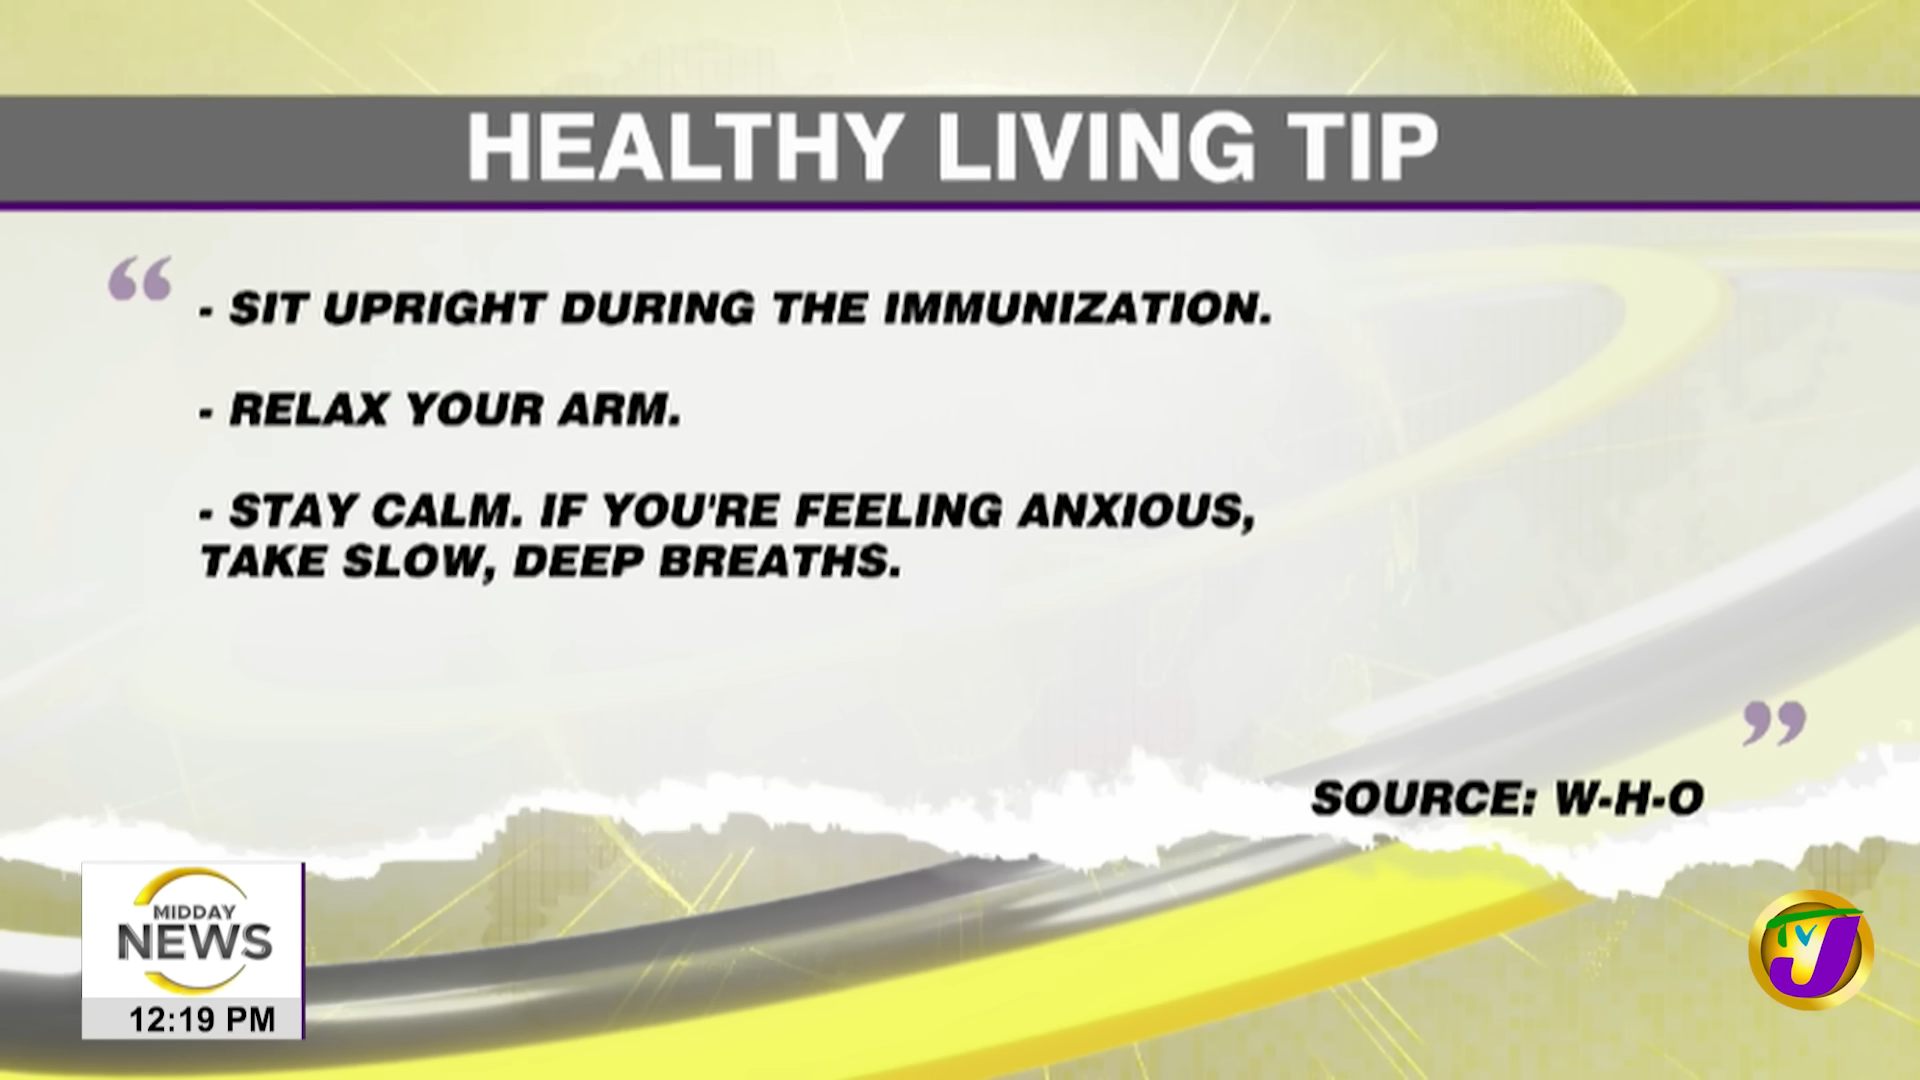 HEALTHY LIVING TIP
“ - SIT UPRIGHT DURING THE IMMUNIZATION.
- RELAX YOUR ARM.
- STAY CALM. IF YOU'RE FEELING ANXIOUS,
TAKE SLOW, DEEP BREATHS.
”
SOURCE: W-H-O
MIDDAY
NEWS
12:19 PM
TVJ